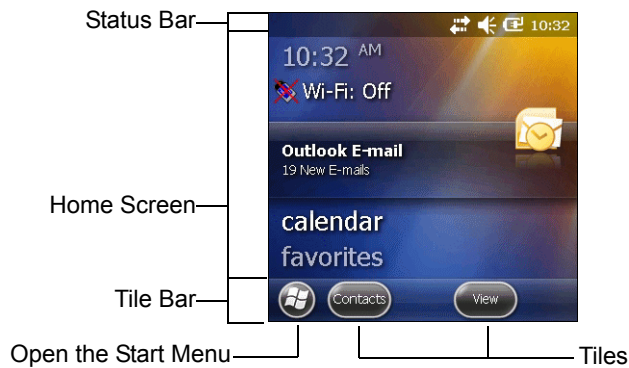 Status Bar
10:32
10:32 AM
Wi-Fi: Off
Outlook E-mail
19 New E-mails
Home Screen
calendar
favorites
Tile Bar
Contacts
View
Open the Start Menu
Tiles